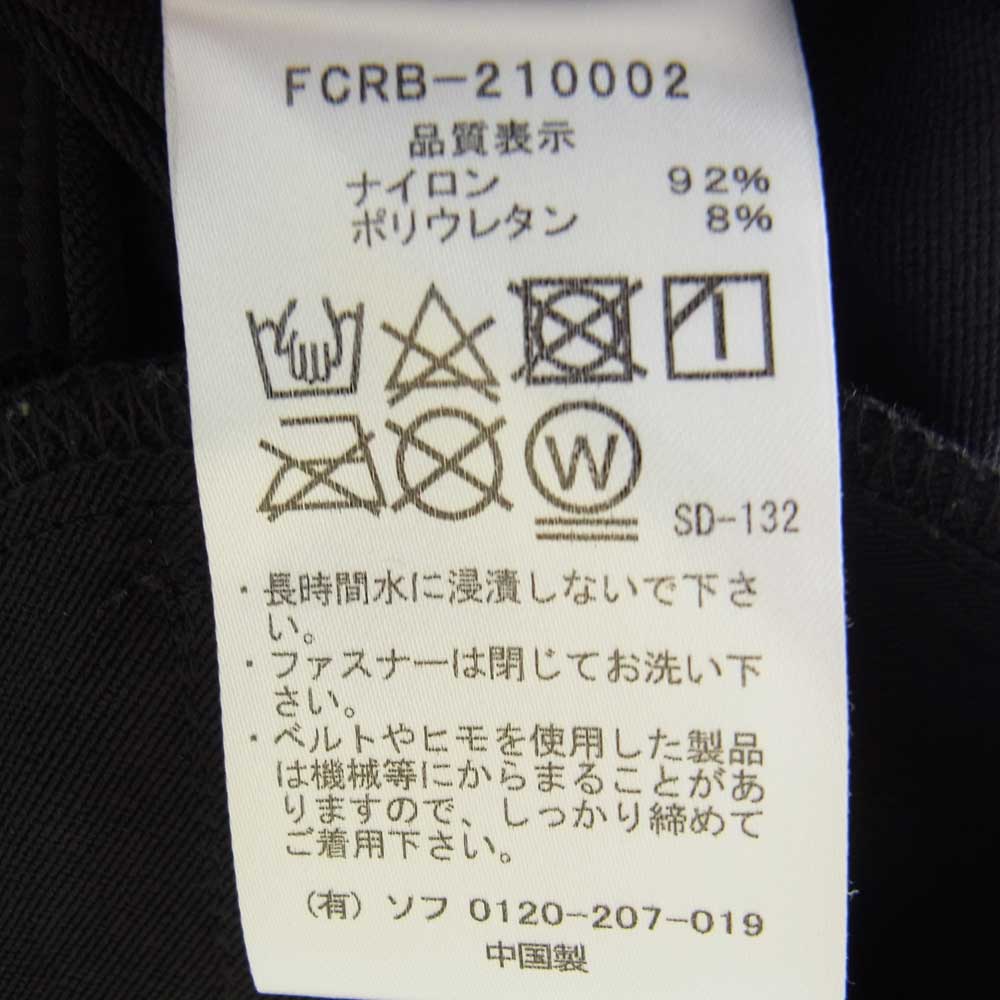 FCRB-210002
品質表示
ナイロン 92%
ポリウレタン 8%
W
SD-132
・長時間水に浸漬しないで下さ
い。
・ファスナーは閉じてお洗い下
さい。
・ベルトやヒモを使用した製品
は機械等にからまることがあ
りますので、しっかり締めて
ご着用下さい。
(有) ソフ 0120-207-019
中国製